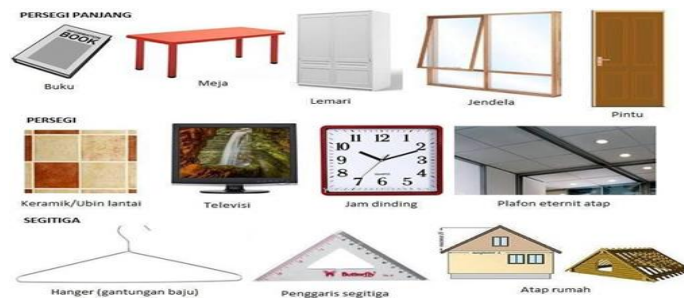 PERSEGI PANJANG
BOOK
Buku
Meja
Lemari
Jendela
Pintu
PERSEGI
12
11
1
10
2
9
3
8
4
7
5
6
QUARTZ
Keramik/Ubin lantai
Televisi
Jam dinding
Plafon eternit atap
SEGITIGA
Butterfly
Hanger (gantungan baju)
Penggaris segitiga
Atap rumah